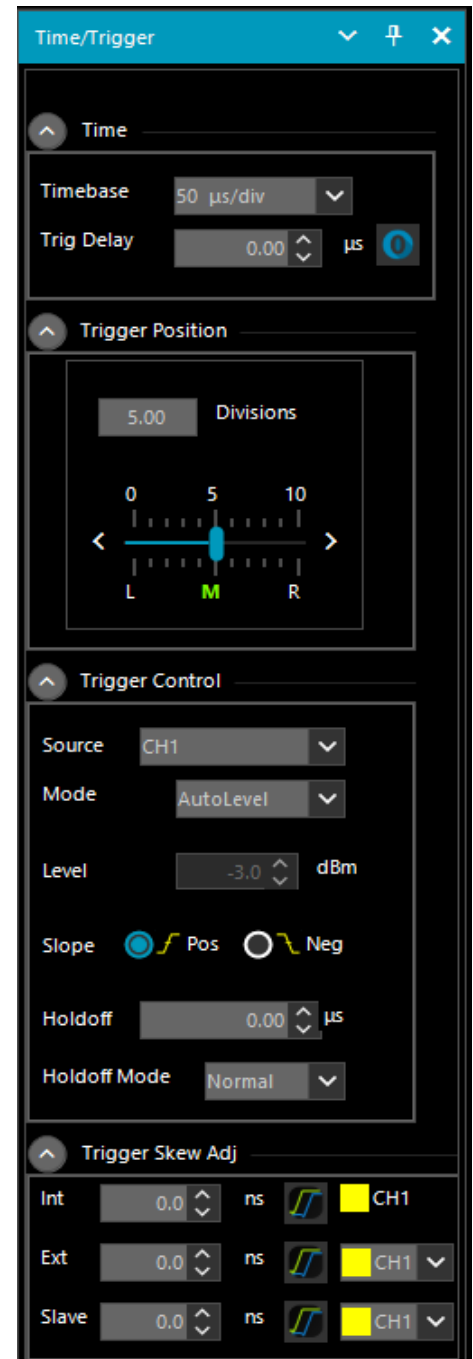 Time/Trigger
Time
Timebase 50 µs/div
Trig Delay 0.00 µs
Trigger Position
5.00 Divisions
0 5 10
L M R
Trigger Control
Source CH1
Mode AutoLevel
Level -3.0 dBm
Slope Pos Neg
Holdoff 0.00 µs
Holdoff Mode Normal
Trigger Skew Adj
Int 0.0 ns CH1
Ext 0.0 ns CH1
Slave 0.0 ns CH1